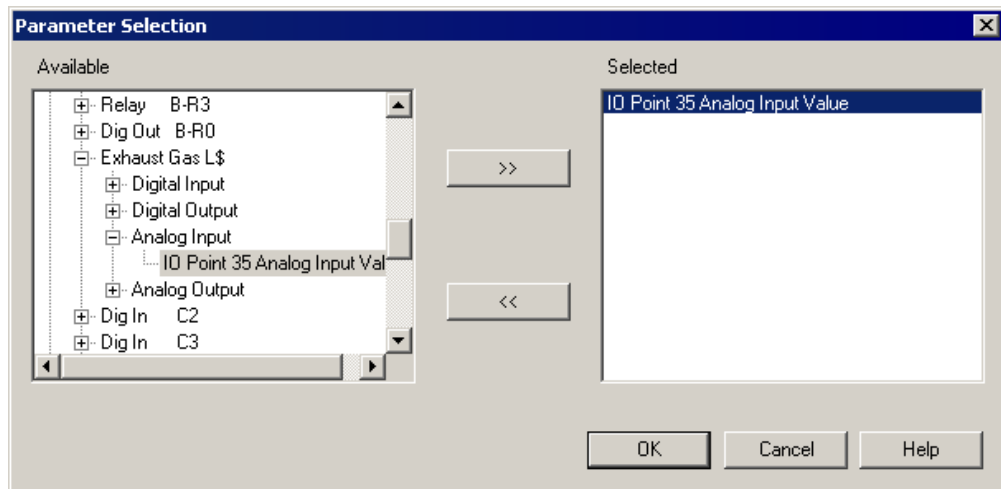 Parameter Selection
Available
Selected
Relay B-R3
Dig Out B-R0
Exhaust Gas L$
Digital Input
Digital Output
Analog Input
IO Point 35 Analog Input Val
Analog Output
Dig In C2
Dig In C3
>>
<<
IO Point 35 Analog Input Value
OK
Cancel
Help